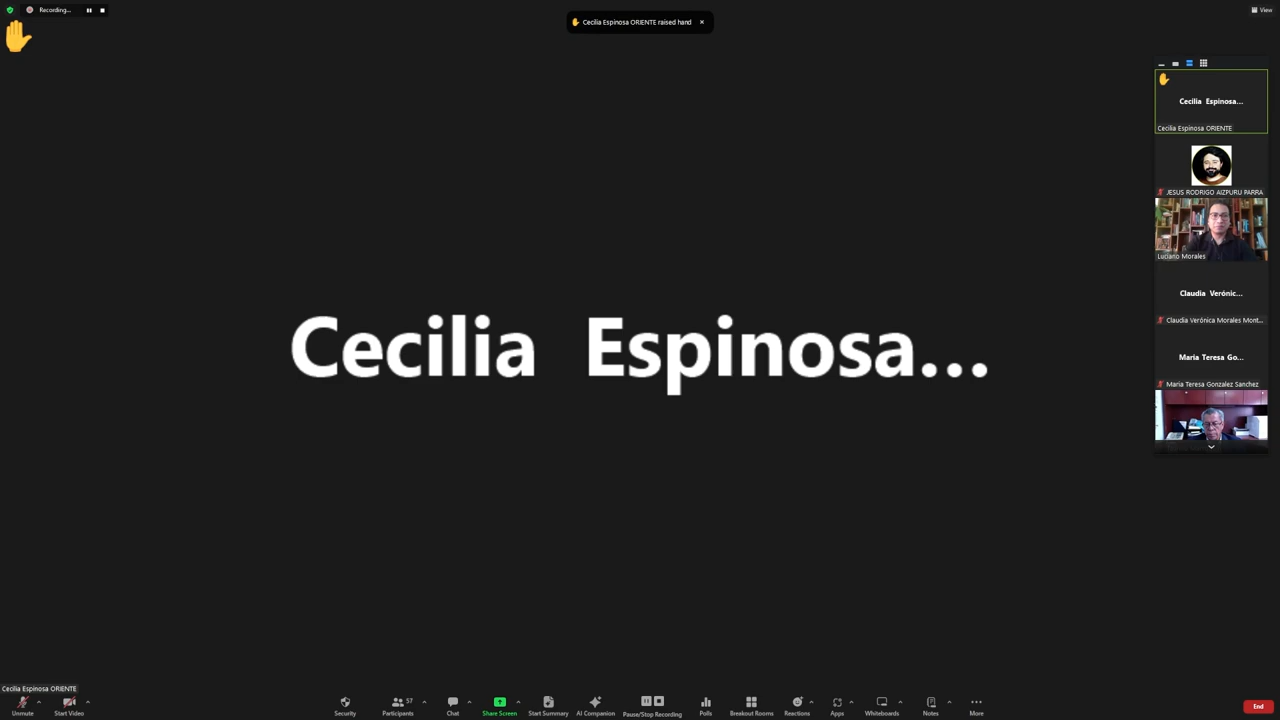 Recording...
Cecilia Espinosa ORIENTE raised hand
View
Cecilia Espinosa...
Cecilia Espinosa ORIENTE
JESUS RODRIGO AIZPURU PARRA
Luciano Morales
Claudia Verónic...
Claudia Verónica Morales Mont...
Maria Teresa Go...
Maria Teresa Gonzalez Sanchez
Cecilia Espinosa...
Cecilia Espinosa ORIENTE
Unmute
Start Video
Security
57
Participants
Chat
Share Screen
Start Summary
AI Companion
Pause/Stop Recording
Polls
Breakout Rooms
Reactions
Apps
Whiteboards
Notes
More
End